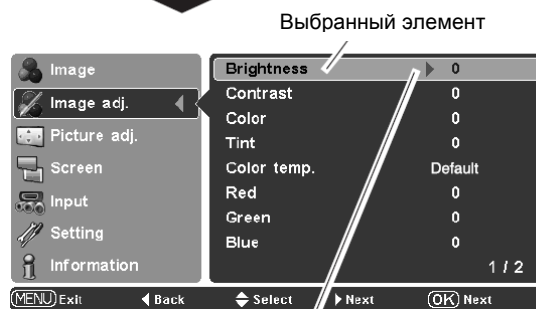 Выбранный элемент
Image
Image adj.
Picture adj.
Screen
Input
Setting
Information
Brightness 0
Contrast 0
Color 0
Tint 0
Color temp. Default
Red 0
Green 0
Blue 0
1 / 2
MENU Exit Back Select Next OK Next